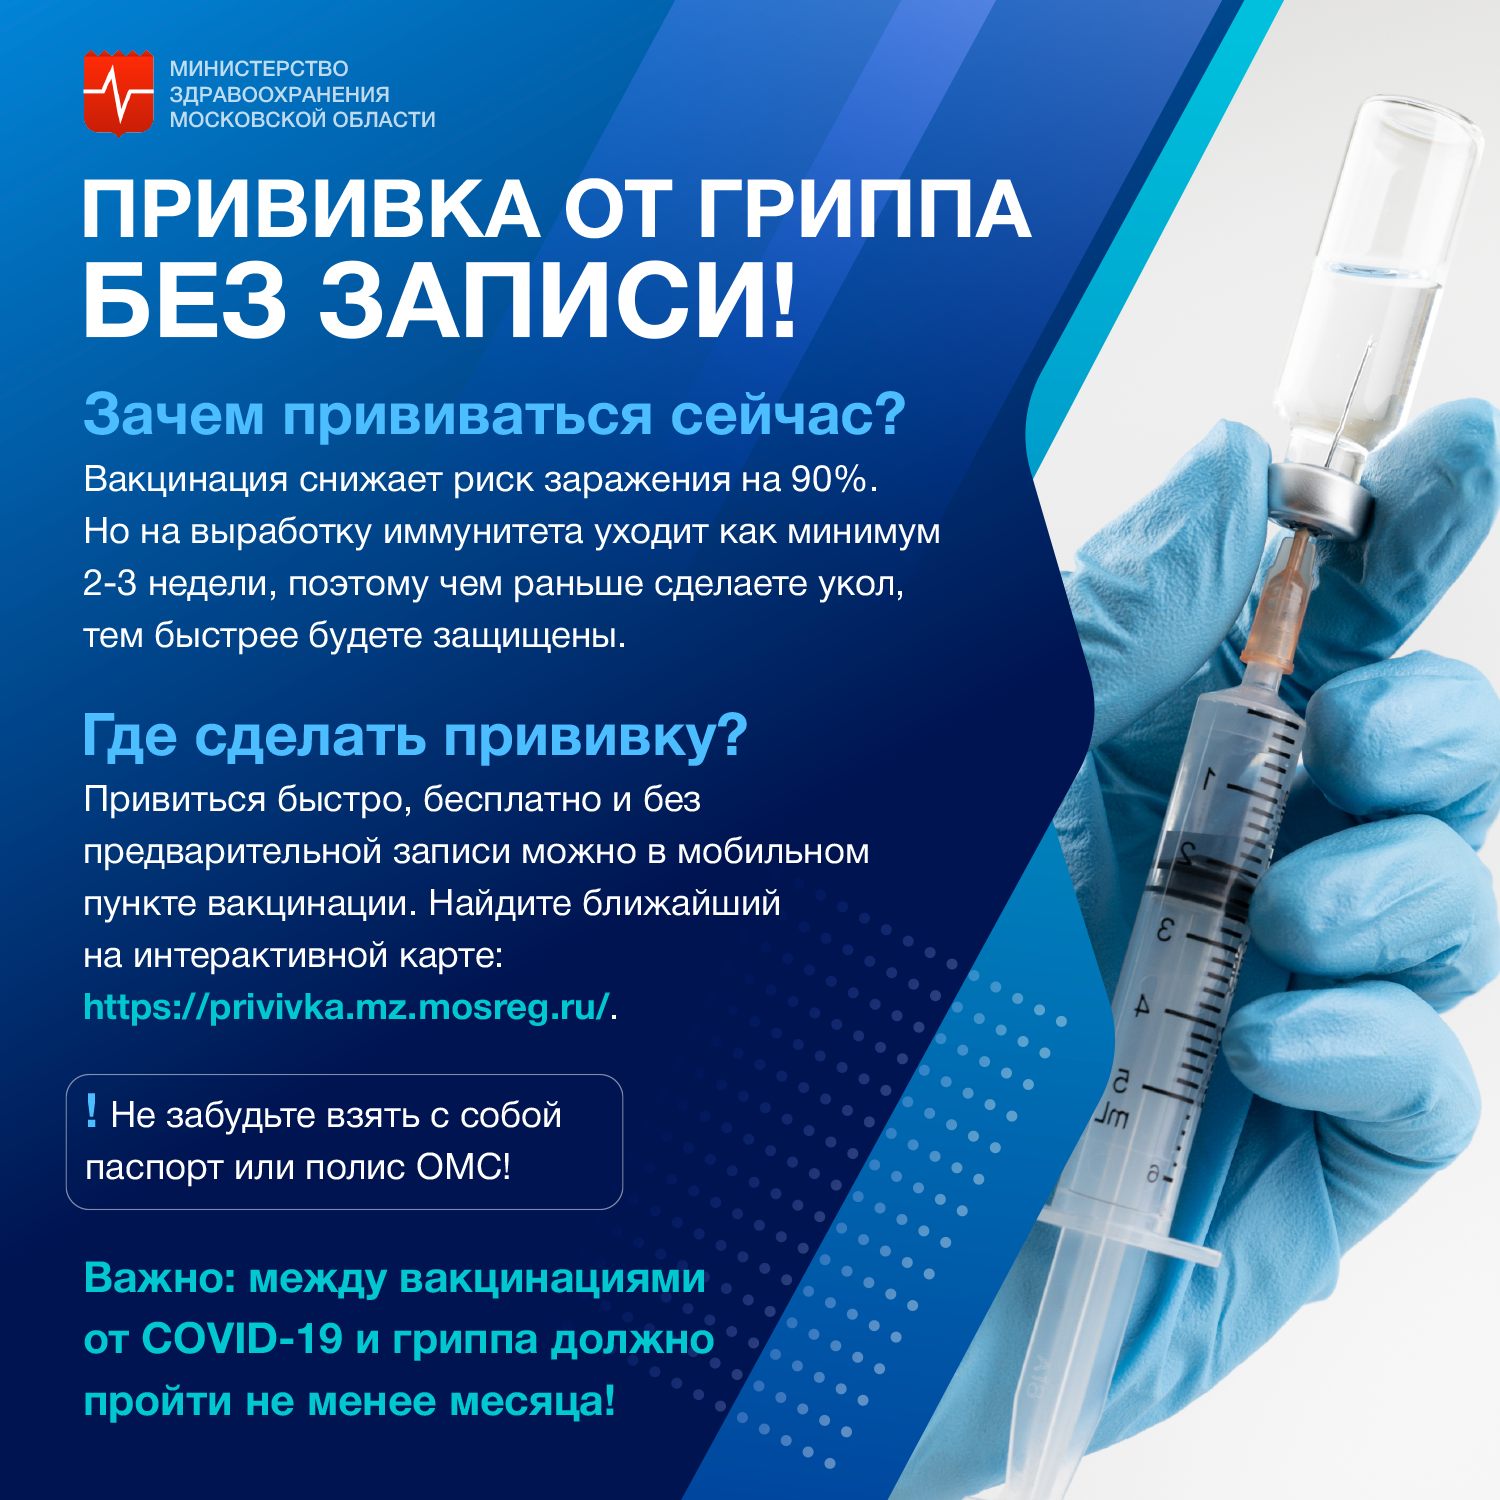 МИНИСТЕРСТВО
ЗДРАВООХРАНЕНИЯ
МОСКОВСКОЙ ОБЛАСТИ
ПРИВИВКА ОТ ГРИППА
БЕЗ ЗАПИСИ!
Зачем прививаться сейчас?
Вакцинация снижает риск заражения на 90%.
Но на выработку иммунитета уходит как минимум
2-3 недели, поэтому чем раньше сделаете укол,
тем быстрее будете защищены.
Где сделать прививку?
Привиться быстро, бесплатно и без
предварительной записи можно в мобильном
пункте вакцинации. Найдите ближайший
на интерактивной карте:
https://privivka.mz.mosreg.ru/.
! Не забудьте взять с собой
паспорт или полис ОМС!
Важно: между вакцинациями
от COVID-19 и гриппа должно
пройти не менее месяца!
1
2
3
4
5
mL
6